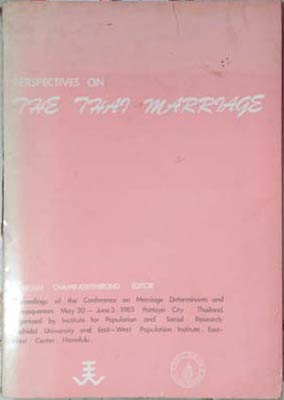 PERSPECTIVES ON
THE THAI MARRIAGE
EDITOR
Proceedings of the Conference on Marriage Determinants and
Consequences May 30 - June 3 1983 Pattaya City Thailand.
Organised by Institute for Population and Social Research,
Mahidol University and East-West Population Institute, East-
West Center Honolulu.